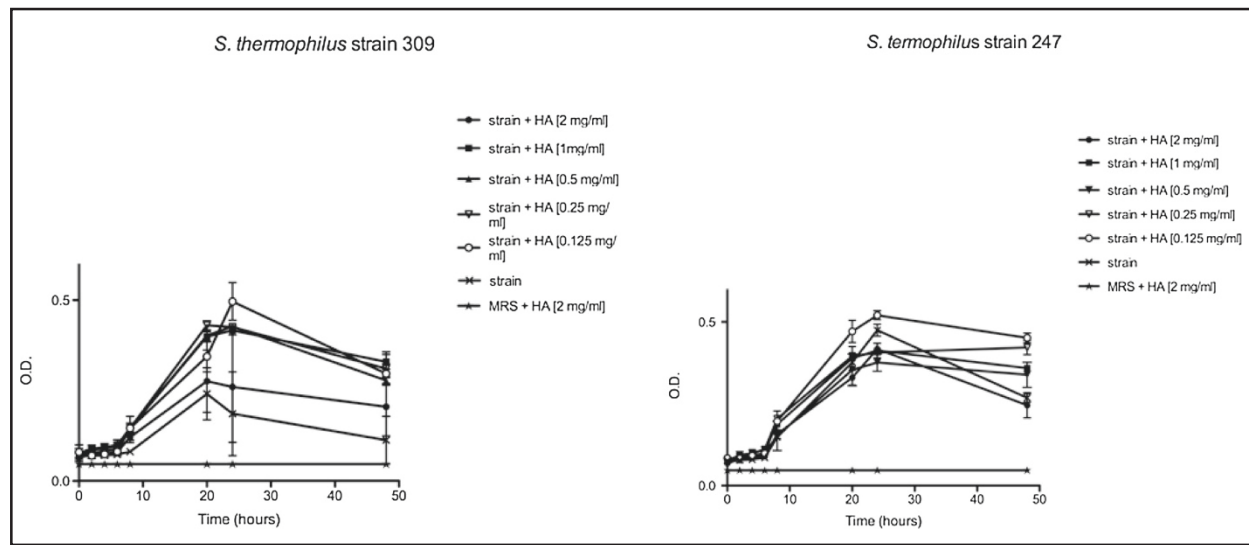 S. thermophilus strain 309
strain + HA [2 mg/ml]
strain + HA [1mg/ml]
strain + HA [0.5 mg/ml]
strain + HA [0.25 mg/
ml]
strain + HA [0.125 mg/
ml]
strain
MRS + HA [2 mg/ml]
0.5
O.D.
0.0
0 10 20 30 40 50
Time (hours)
S. termophilus strain 247
strain + HA [2 mg/ml]
strain + HA [1 mg/ml]
strain + HA [0.5 mg/ml]
strain + HA [0.25 mg/ml]
strain + HA [0.125 mg/ml]
strain
MRS + HA [2 mg/ml]
0.5
O.D.
0.0
0 10 20 30 40 50
Time (hours)